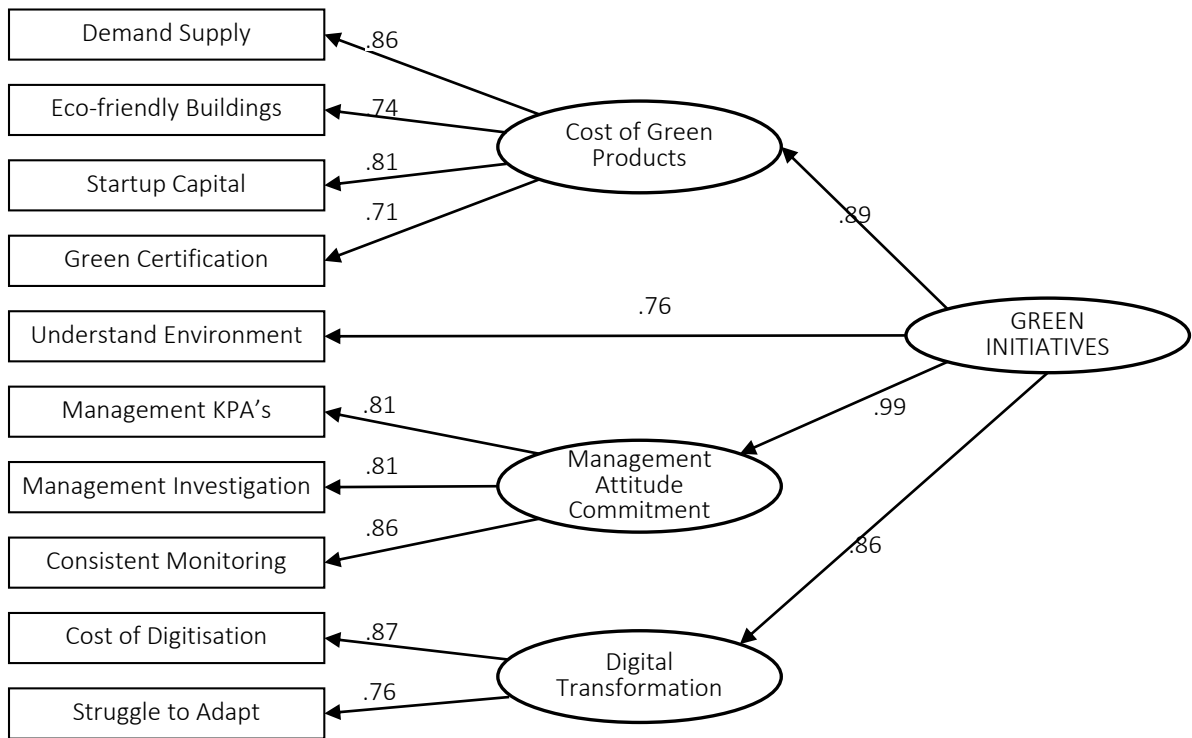 Demand Supply
.86
Eco-friendly Buildings
.74
Cost of Green
Products
Startup Capital
.81
Green Certification
.71
.89
Understand Environment
.76
GREEN
INITIATIVES
Management KPA's
.81
.99
Management Investigation
.81
Management
Attitude
Commitment
Consistent Monitoring
.86
.86
Cost of Digitisation
.87
Digital
Transformation
Struggle to Adapt
.76